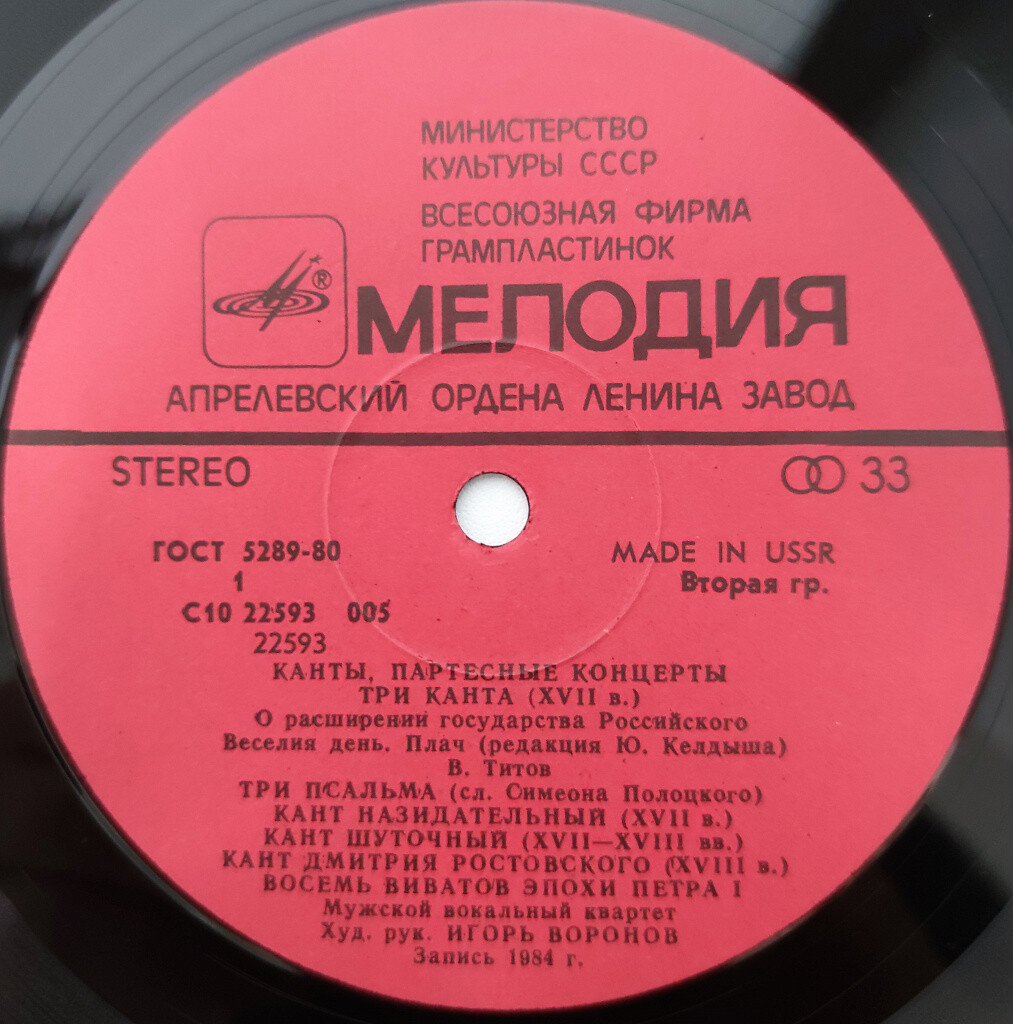 МИНИСТЕРСТВО
КУЛЬТУРЫ СССР
ВСЕСОЮЗНАЯ ФИРМА
ГРАМПЛАСТИНОК
®
МЕЛОДИЯ
АПРЕЛЕВСКИЙ ОРДЕНА ЛЕНИНА ЗАВОД
STEREO
33
ГОСТ 5289-80
MADE IN USSR
1
Вторая гр.
С10 22593 005
22593
КАНТЫ, ПАРТЕСНЫЕ КОНЦЕРТЫ
ТРИ КАНТА (XVII в.)
О расширении государства Российского
Веселия день. Плач (редакция Ю. Келдыша)
В. Титов
ТРИ ПСАЛЬМА (сл. Симеона Полоцкого)
КАНТ НАЗИДАТЕЛЬНЫЙ (XVII в.)
КАНТ ШУТОЧНЫЙ (XVII—XVIII вв.)
КАНТ ДМИТРИЯ РОСТОВСКОГО (XVIII в.)
ВОСЕМЬ ВИВАТОВ ЭПОХИ ПЕТРА I
Мужской вокальный квартет
Худ. рук. ИГОРЬ ВОРОНОВ
Запись 1984 г.